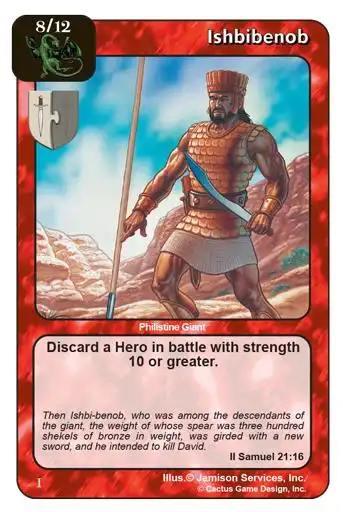 8/12
Ishbibenob
Philistine Giant
Discard a Hero in battle with strength
10 or greater.
Then Ishbi-benob, who was among the descendants of
the giant, the weight of whose spear was three hundred
shekels of bronze in weight, was girded with a new
sword, and he intended to kill David.
II Samuel 21:16
I
Illus.© Jamison Services, Inc.
© Cactus Game Design, Inc.